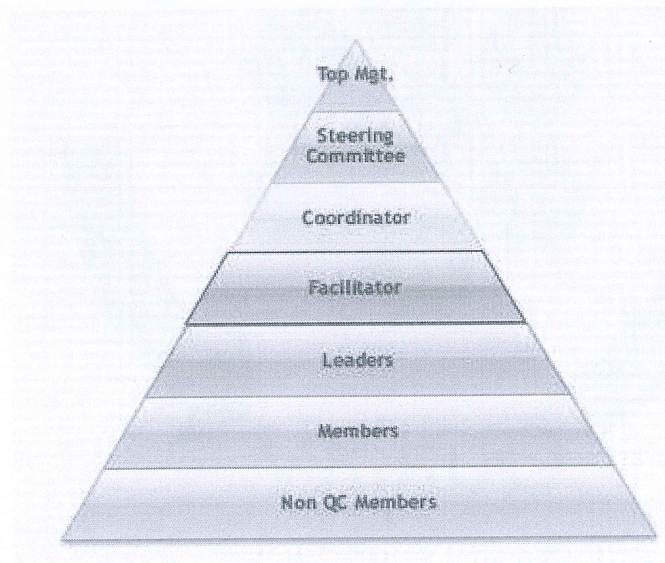 Top Mgt.
Steering
Committee
Coordinator
Facilitator
Leaders
Members
Non QC Members